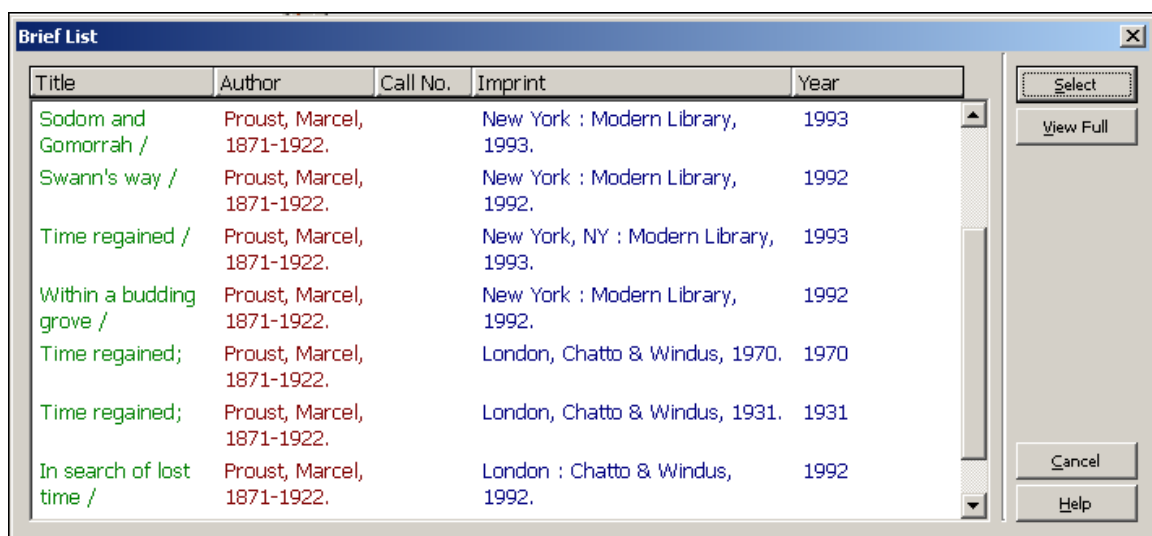 Brief List
Title Author Call No. Imprint Year
Select
View Full
Sodom and Proust, Marcel, New York : Modern Library, 1993
Gomorrah / 1871-1922. 1993.
Swann's way / Proust, Marcel, New York : Modern Library, 1992
1871-1922. 1992.
Time regained / Proust, Marcel, New York, NY : Modern Library, 1993
1871-1922. 1993.
Within a budding Proust, Marcel, New York : Modern Library, 1992
grove / 1871-1922. 1992.
Time regained; Proust, Marcel, London, Chatto & Windus, 1970. 1970
1871-1922.
Time regained; Proust, Marcel, London, Chatto & Windus, 1931. 1931
1871-1922.
In search of lost Proust, Marcel, London : Chatto & Windus, 1992
time / 1871-1922. 1992.
Cancel
Help